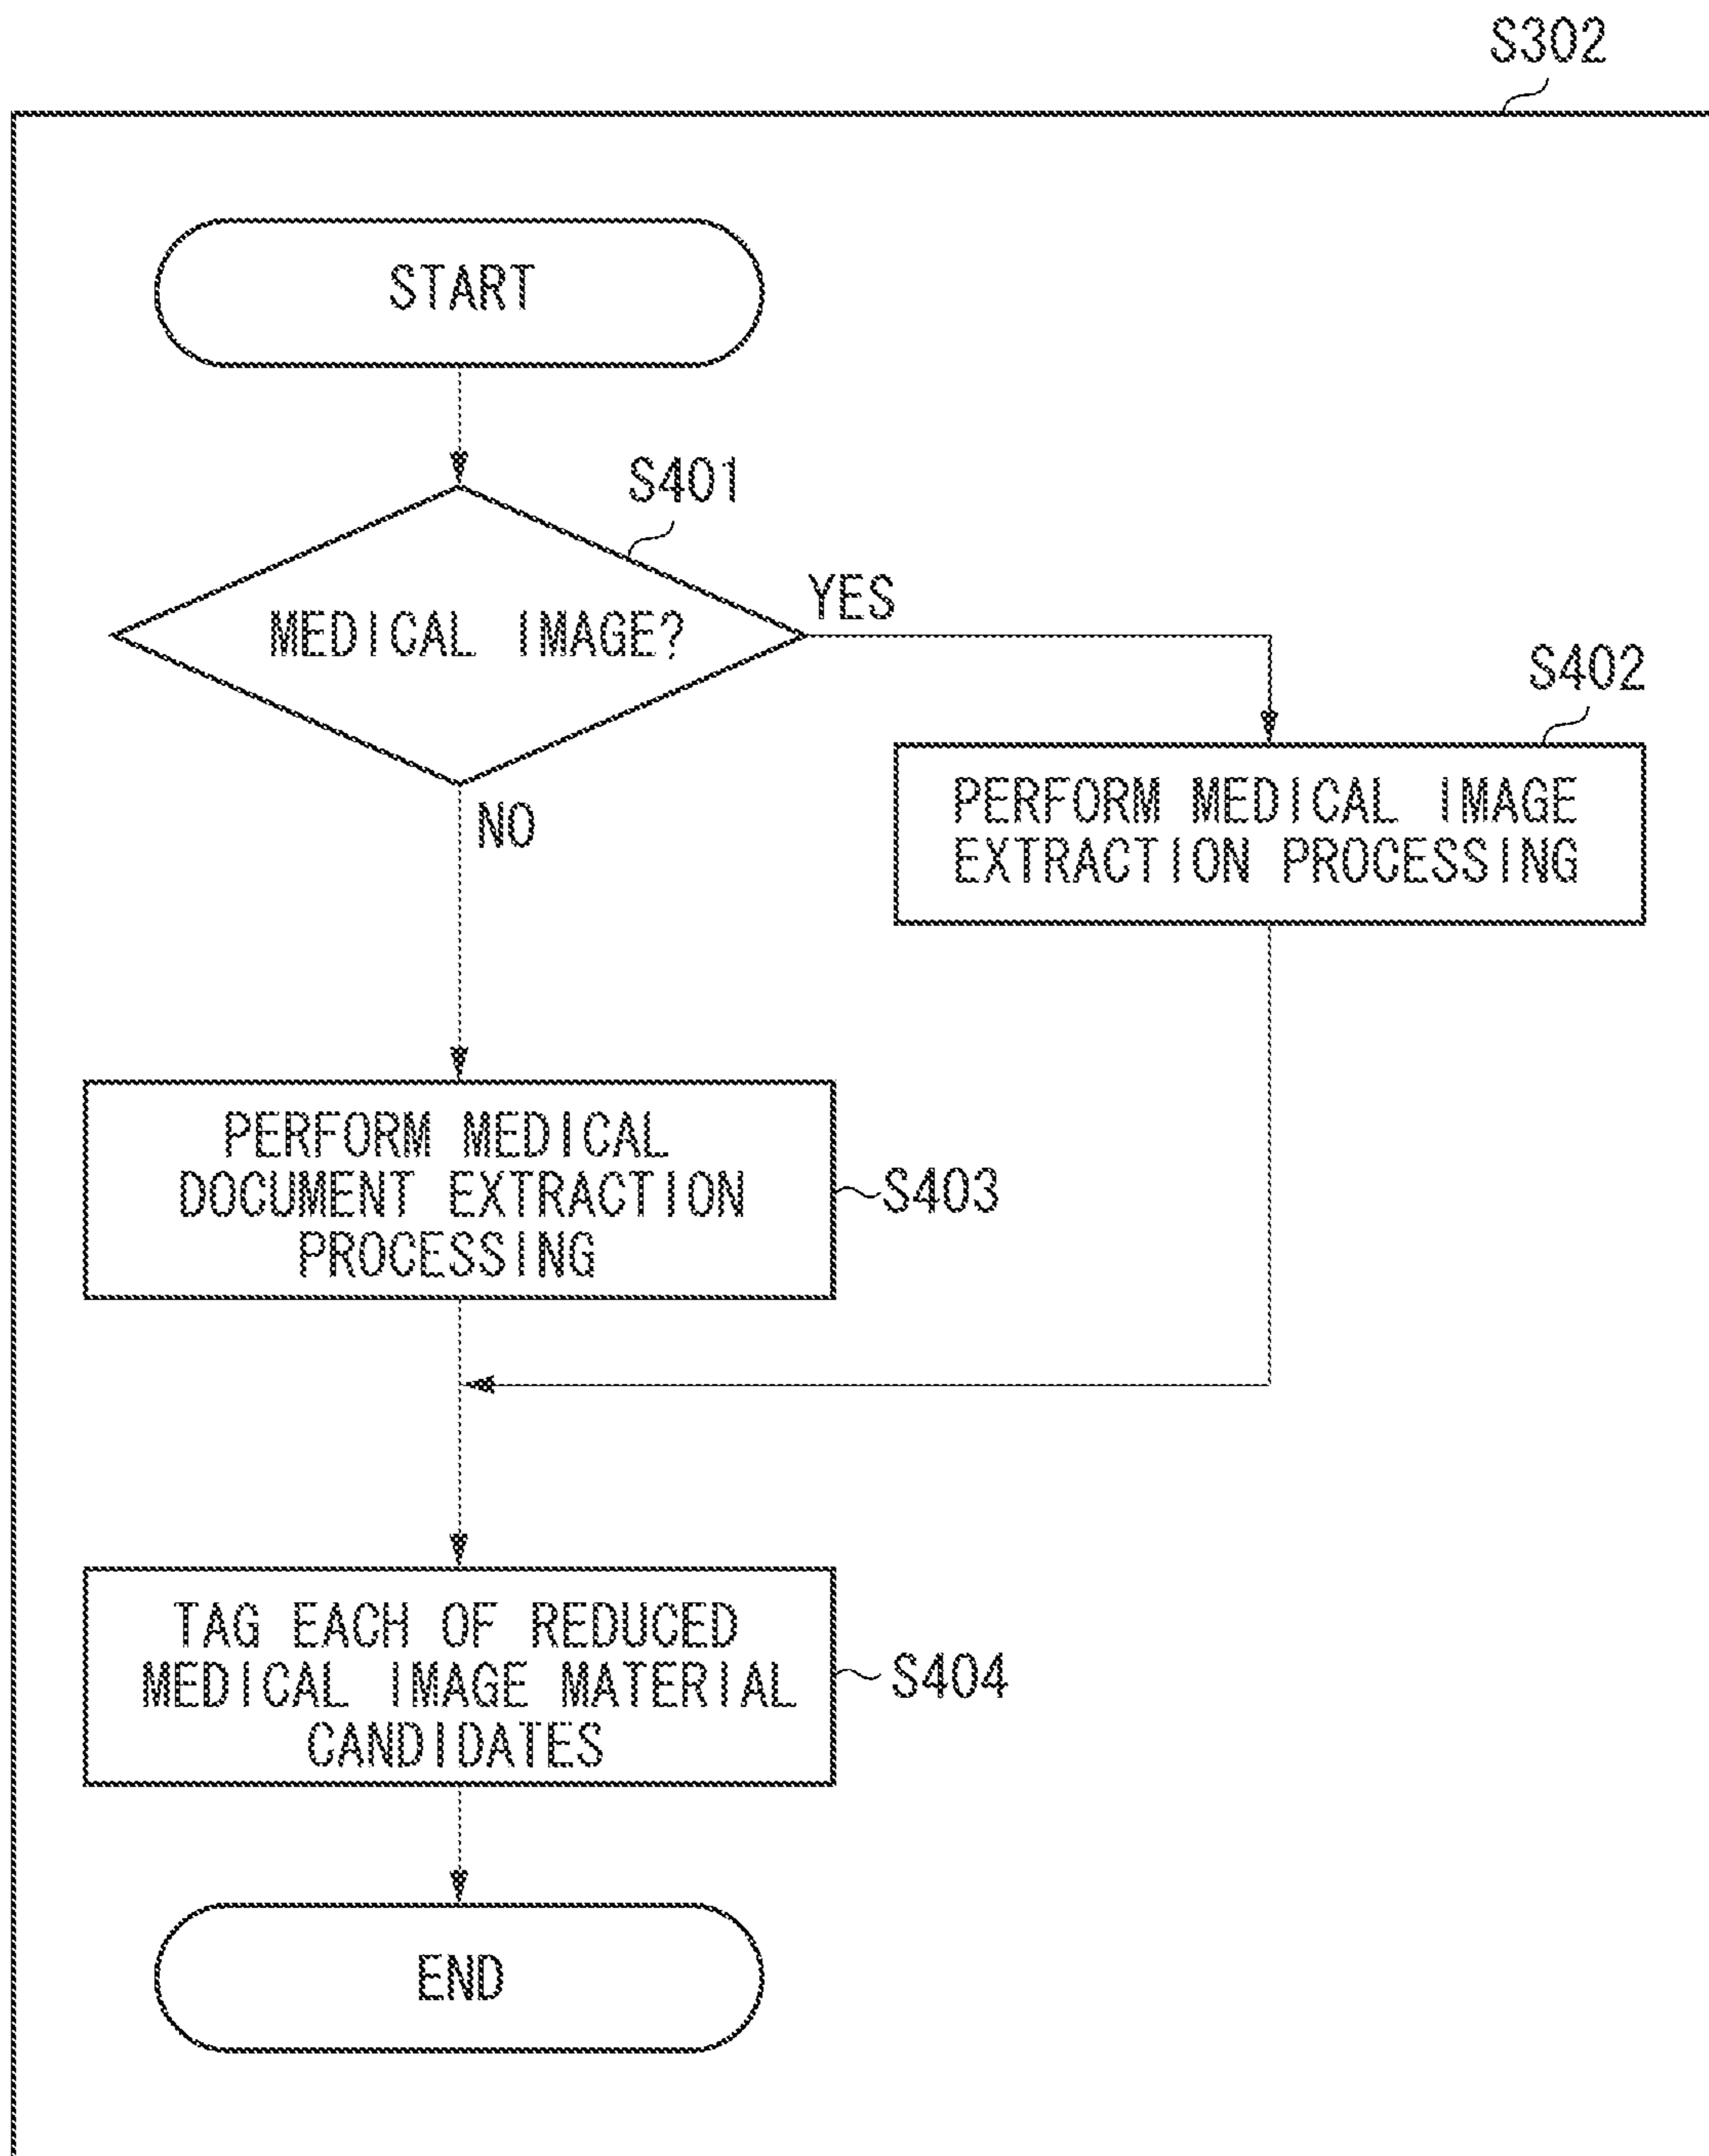 S302
START
S401
MEDICAL IMAGE?
YES
NO
S402
PERFORM MEDICAL IMAGE
EXTRACTION PROCESSING
PERFORM MEDICAL
DOCUMENT EXTRACTION
PROCESSING
S403
TAG EACH OF REDUCED
MEDICAL IMAGE MATERIAL
CANDIDATES
S404
END